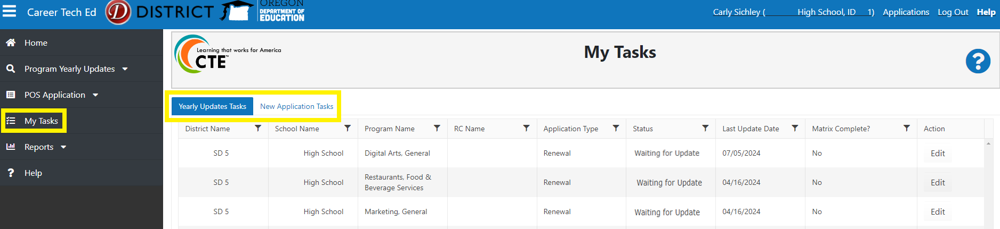 Career Tech Ed
DISTRICT
OREGON
DEPARTMENT OF
EDUCATION
Carly Sichley ( High School, ID 1) Applications Log Out Help
Home
Program Yearly Updates
POS Application
My Tasks
Reports
Help
Learning that works for America
CTE™
My Tasks
?
Yearly Updates Tasks New Application Tasks
District Name School Name Program Name RC Name Application Type Status Last Update Date Matrix Complete? Action
SD 5 High School Digital Arts, General Renewal Waiting for Update 07/05/2024 No Edit
SD 5 High School Restaurants, Food & Renewal Waiting for Update 04/16/2024 No Edit
Beverage Services
SD 5 High School Marketing, General Renewal Waiting for Update 04/16/2024 No Edit